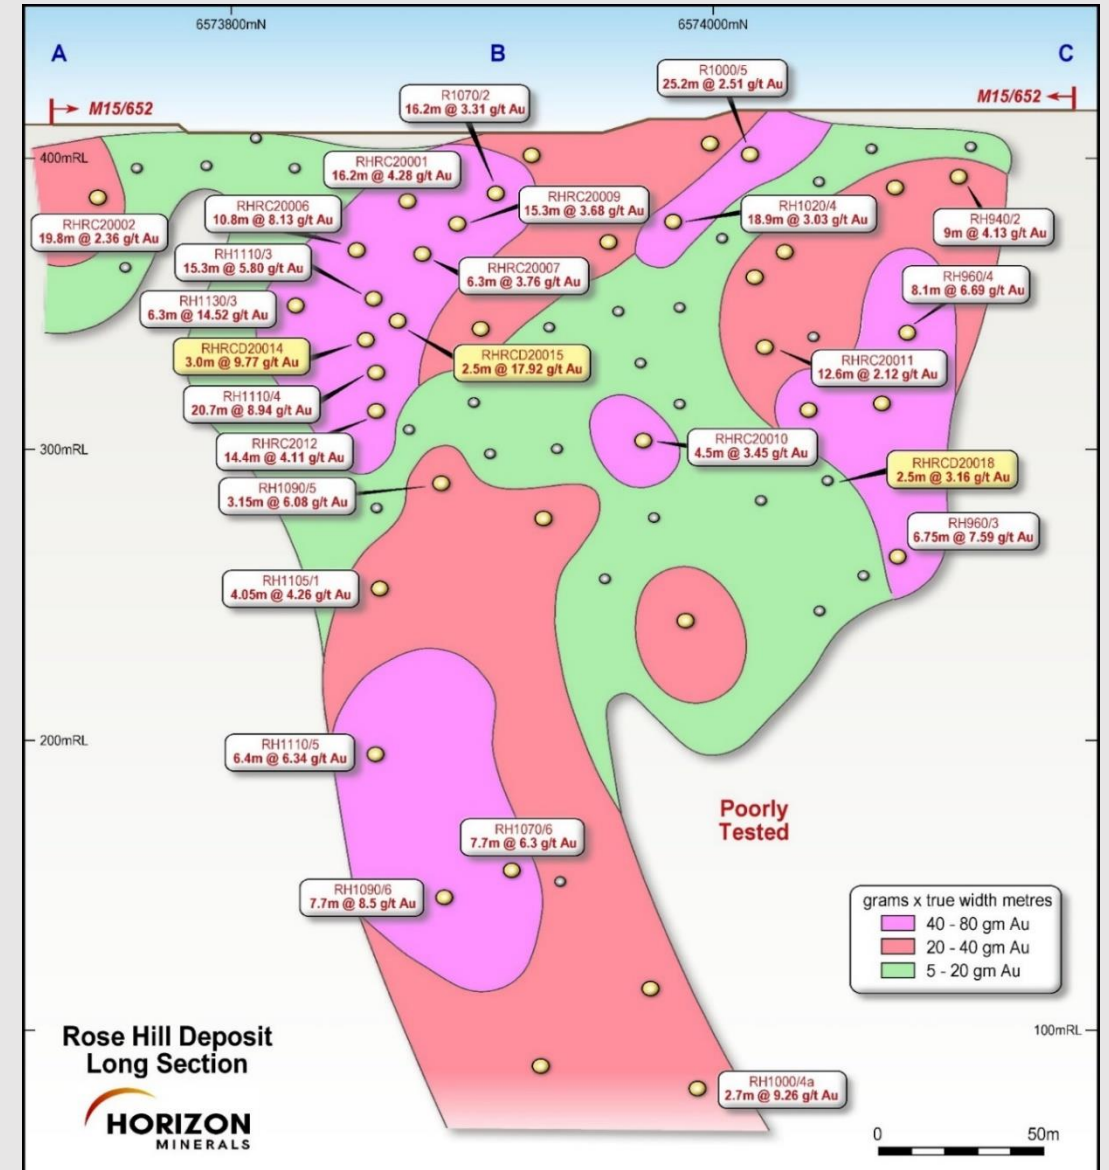 6573800mN
6574000mN
A
B
C
M15/652
M15/652
R1000/5
25.2m @ 2.51 g/t Au
R1070/2
16.2m @ 3.31 g/t Au
400mRL
RHRC20001
16.2m @ 4.28 g/t Au
RHRC20002
19.8m @ 2.36 g/t Au
RHRC20006
10.8m @ 8.13 g/t Au
RHRC20009
15.3m @ 3.68 g/t Au
RH1020/4
18.9m @ 3.03 g/t Au
RH940/2
9m @ 4.13 g/t Au
RH1110/3
15.3m @ 5.80 g/t Au
RHRC20007
6.3m @ 3.76 g/t Au
RH960/4
8.1m @ 6.69 g/t Au
RH1130/3
6.3m @ 14.52 g/t Au
RHRCD20014
3.0m @ 9.77 g/t Au
RHRCD20015
2.5m @ 17.92 g/t Au
RHRC20011
12.6m @ 2.12 g/t Au
RH1110/4
20.7m @ 8.94 g/t Au
RHRC2012
14.4m @ 4.11 g/t Au
RHRC20010
4.5m @ 3.45 g/t Au
300mRL
RHRCD20018
2.5m @ 3.16 g/t Au
RH1090/5
3.15m @ 6.08 g/t Au
RH960/3
6.75m @ 7.59 g/t Au
RH1105/1
4.05m @ 4.26 g/t Au
200mRL
RH1110/5
6.4m @ 6.34 g/t Au
Poorly
Tested
RH1070/6
7.7m @ 6.3 g/t Au
RH1090/6
7.7m @ 8.5 g/t Au
grams x true width metres
40 - 80 gm Au
20 - 40 gm Au
5 - 20 gm Au
100mRL
Rose Hill Deposit
Long Section
HORIZON
MINERALS
RH1000/4a
2.7m @ 9.26 g/t Au
0
50m